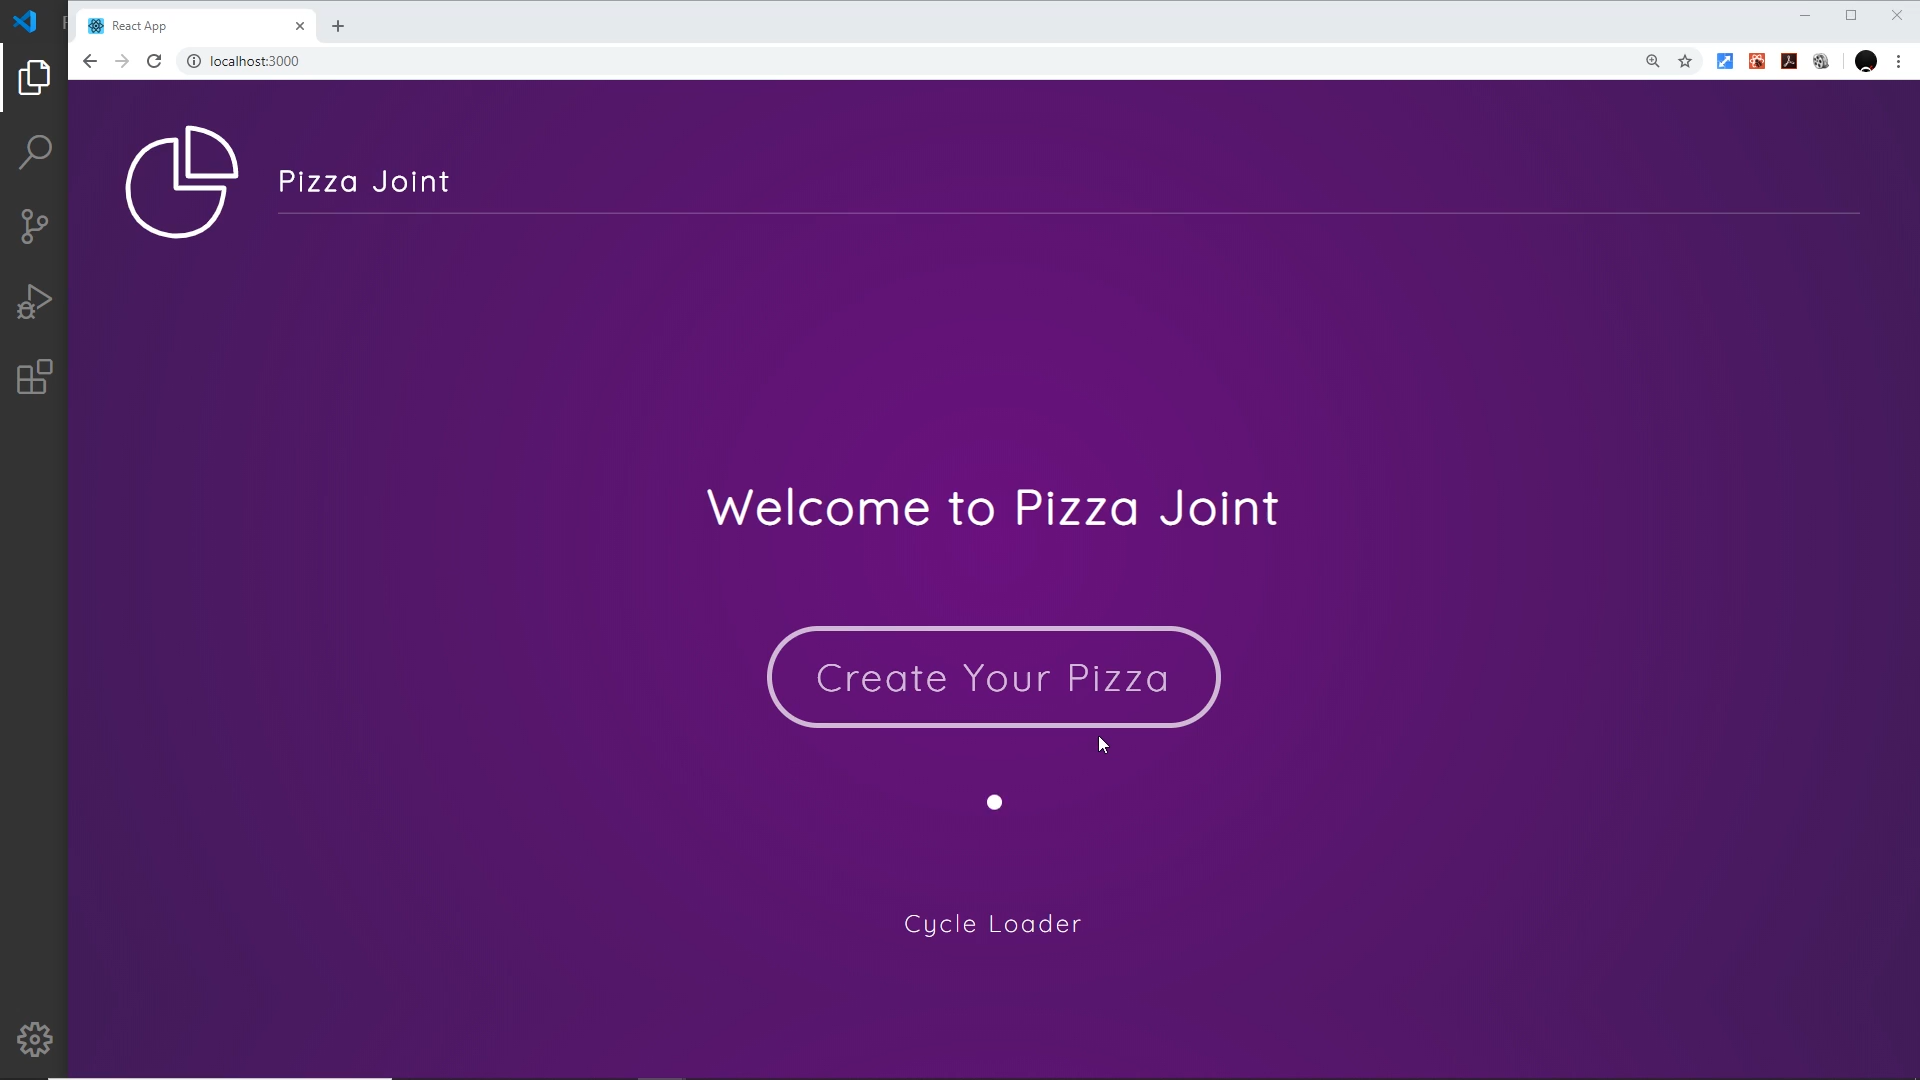 React App
localhost:3000
Pizza Joint
Welcome to Pizza Joint
Create Your Pizza
Cycle Loader